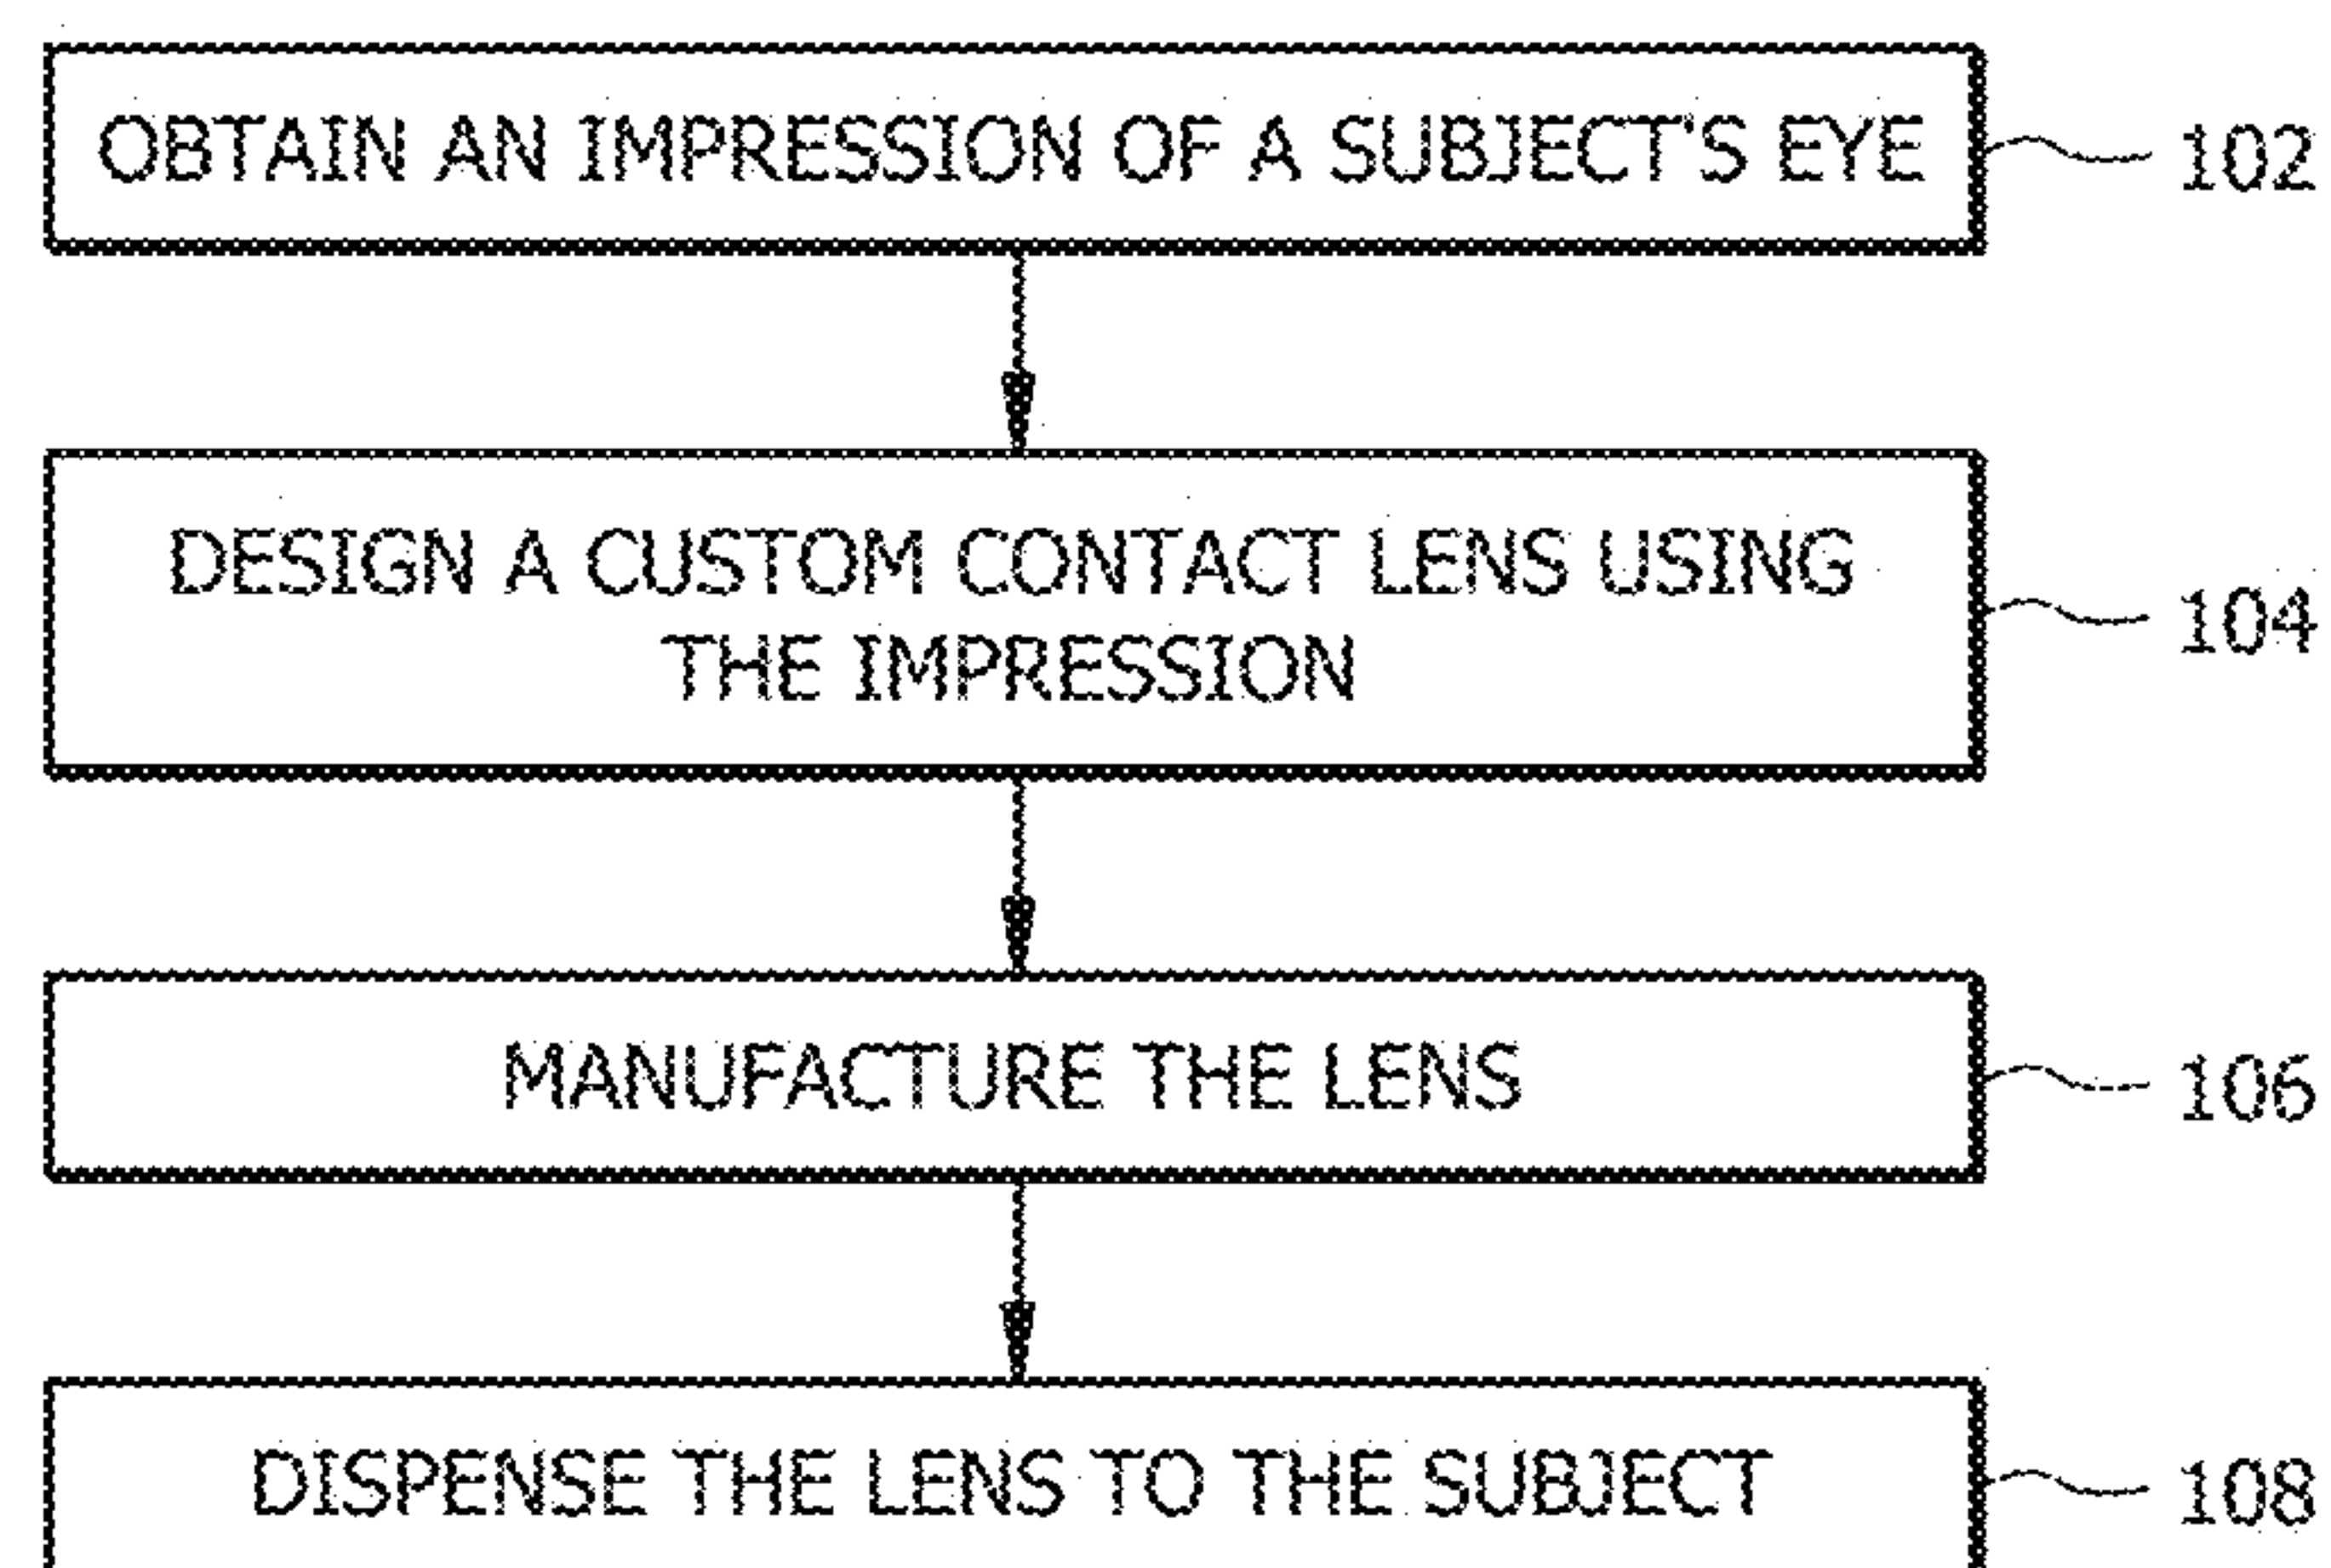 OBTAIN AN IMPRESSION OF A SUBJECT'S EYE
102
DESIGN A CUSTOM CONTACT LENS USING
THE IMPRESSION
104
MANUFACTURE THE LENS
106
DISPENSE THE LENS TO THE SUBJECT
108